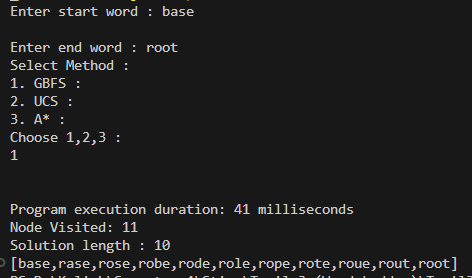 Enter start word : base
Enter end word : root
Select Method :
1. GBFS :
2. UCS :
3. A* :
Choose 1,2,3 :
1
Program execution duration: 41 milliseconds
Node Visited: 11
Solution length : 10
[base,rase,rose,robe,rode,role,rope,rote,roue,rout,root]